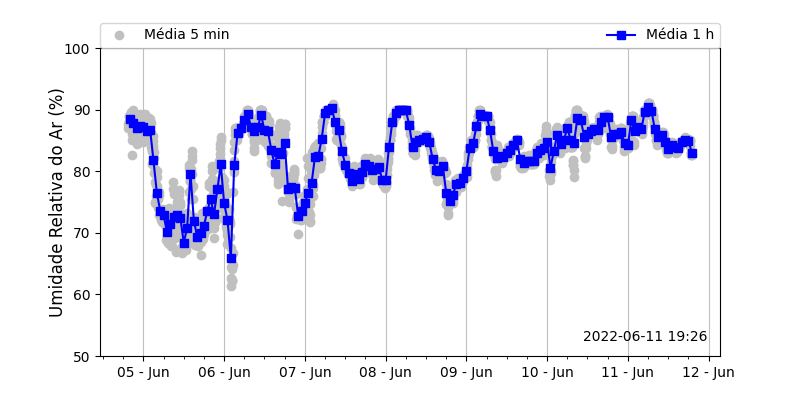 Média 5 min Média 1 h
100
90
80
70
60
50
Umidade Relativa do Ar (%)
2022-06-11 19:26
05 - Jun 06 - Jun 07 - Jun 08 - Jun 09 - Jun 10 - Jun 11 - Jun 12 - Jun